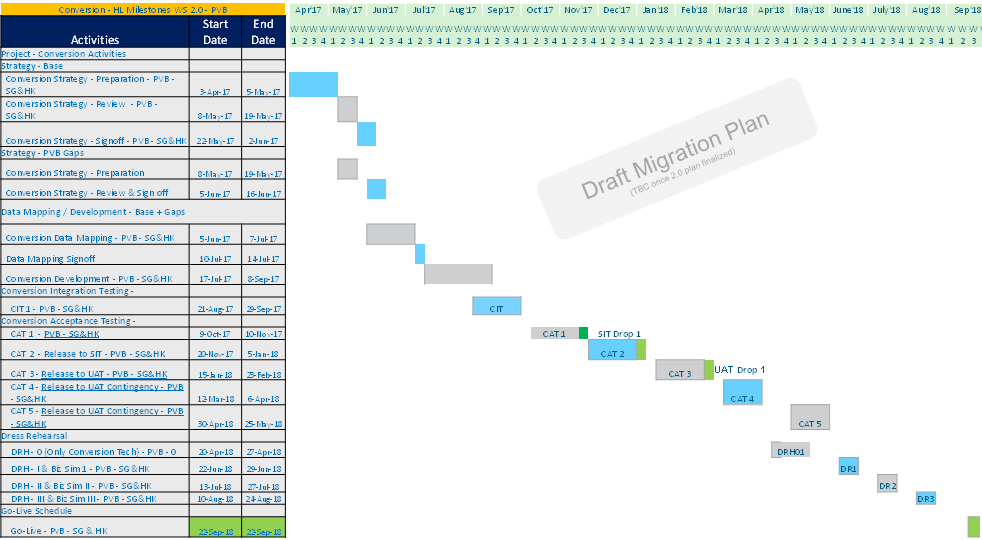 Conversion - HL Milestones WS 2.0 - PVB
Apr'17 May'17 Jun'17 Jul'17 Aug'17 Sep'17 Oct'17 Nov'17 Dec'17 Jan'18 Feb'18 Mar'18 Apr'18 May'18 June'18 July'18 Aug'18 Sep'18
Activities Start Date End Date
Project - Conversion Activities
Strategy - Base
Conversion Strategy - Preparation - PVB -
SG&HK 3-Apr-17 5-May-17
Conversion Strategy - Review - PVB -
SG&HK 8-May-17 19-May-17
Conversion Strategy - Signoff - PVB - SG&HK 22-May-17 2-Jun-17
Strategy - PVB Gaps
Conversion Strategy - Preparation 8-May-17 19-May-17
Conversion Strategy - Review & Sign off 5-Jun-17 16-Jun-17
Data Mapping / Development - Base + Gaps
Conversion Data Mapping - PVB - SG&HK 5-Jun-17 7-Jul-17
Data Mapping Signoff 10-Jul-17 14-Jul-17
Conversion Development - PVB - SG&HK 17-Jul-17 8-Sep-17
Conversion Integration Testing -
CIT 1 - PVB - SG&HK 21-Aug-17 29-Sep-17 CIT
Conversion Acceptance Testing -
CAT 1 - PVB - SG&HK 9-Oct-17 10-Nov-17 CAT 1 SIT Drop 1
CAT 2 - Release to SIT - PVB - SG&HK 20-Nov-17 5-Jan-18 CAT 2
CAT 3 - Release to UAT - PVB - SG&HK 15-Jan-18 23-Feb-18 CAT 3 UAT Drop 1
CAT 4 - Release to UAT Contingency - PVB
- SG&HK 12-Mar-18 6-Apr-18 CAT 4
CAT 5 - Release to UAT Contingency - PVB
- SG&HK 30-Apr-18 25-May-18 CAT 5
Dress Rehearsal
DRH - 0 (Only Conversion Tech) - PVB - 0 20-Apr-18 27-Apr-18 DRH01
DRH - I & Biz Sim 1 - PVB - SG&HK 22-Jun-18 29-Jun-18 DR1
DRH - II & Biz Sim II - PVB - SG&HK 13-Jul-18 27-Jul-18 DR2
DRH - III & Biz Sim III - PVB - SG&HK 10-Aug-18 24-Aug-18 DR3
Go-Live Schedule
Go-Live - PvB - SG & HK 22-Sep-18 22-Sep-18
Draft Migration Plan
(TBC once 2.0 plan finalized)